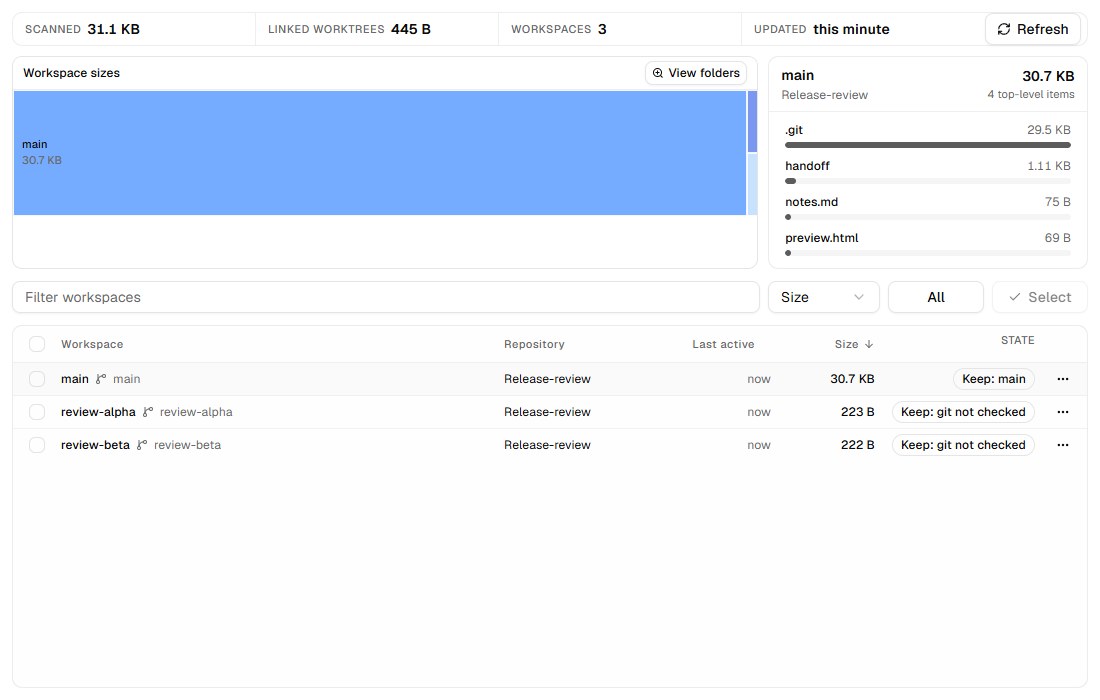 SCANNED 31.1 KB LINKED WORKTREES 445 B WORKSPACES 3 UPDATED this minute Refresh
Workspace sizes View folders
main
30.7 KB
main 30.7 KB
Release-review 4 top-level items
.git 29.5 KB
handoff 1.11 KB
notes.md 75 B
preview.html 69 B
Filter workspaces Size All Select
Workspace Repository Last active Size STATE
main main Release-review now 30.7 KB Keep: main
review-alpha review-alpha Release-review now 223 B Keep: git not checked
review-beta review-beta Release-review now 222 B Keep: git not checked